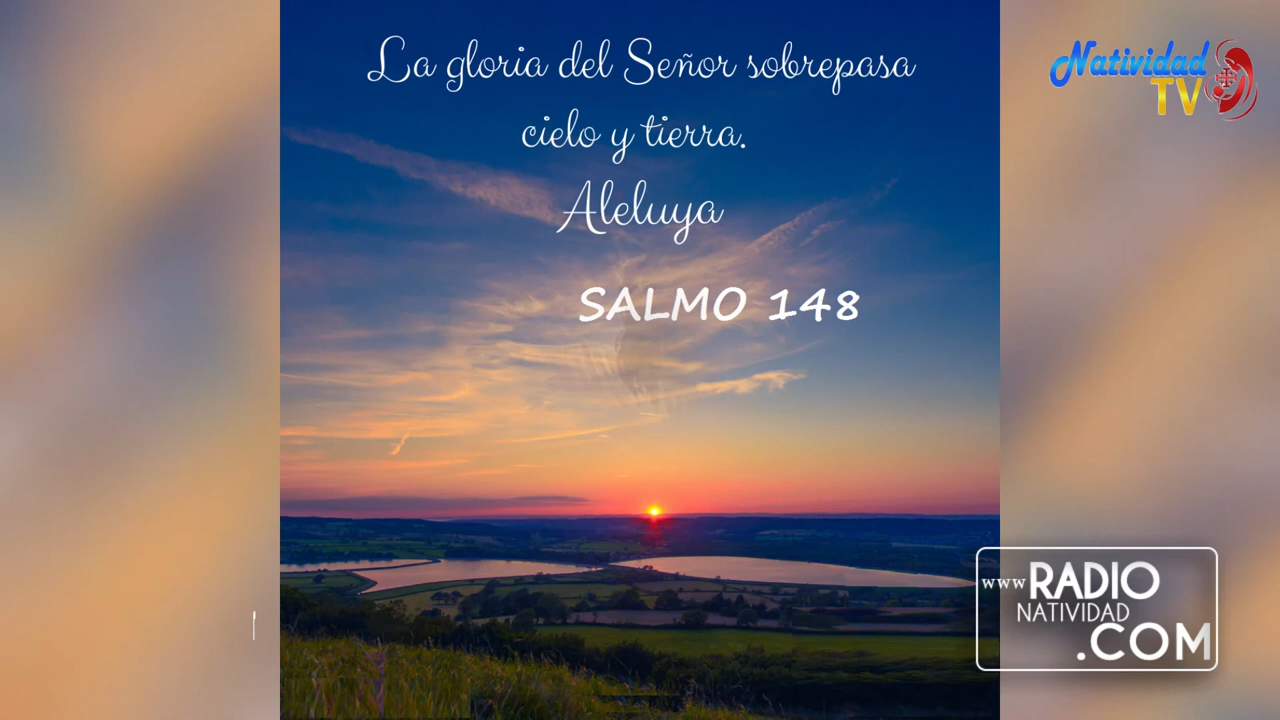 La gloria del Señor sobrepasa
cielo y tierra.
Aleluya
SALMO 148
Natividad
TV
www RADIO
NATIVIDAD
.COM